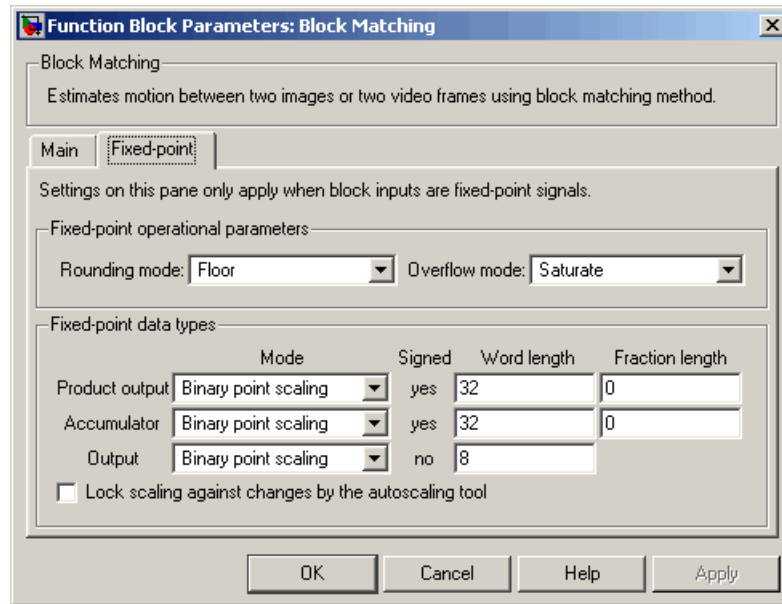 Function Block Parameters: Block Matching
Block Matching
Estimates motion between two images or two video frames using block matching method.
Main Fixed-point
Settings on this pane only apply when block inputs are fixed-point signals.
Fixed-point operational parameters
Rounding mode: Floor Overflow mode: Saturate
Fixed-point data types
Mode Signed Word length Fraction length
Product output Binary point scaling yes 32 0
Accumulator Binary point scaling yes 32 0
Output Binary point scaling no 8
Lock scaling against changes by the autoscaling tool
OK Cancel Help Apply